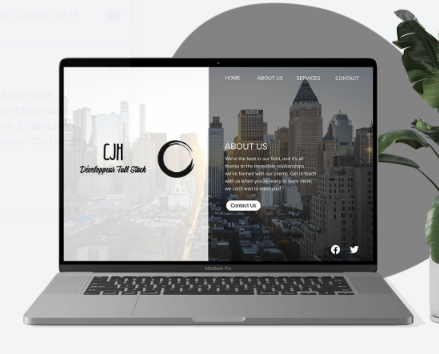 HOME ABOUT US SERVICES CONTACT
CJH
Développeur Full Stack
ABOUT US
We're the best in our field, and it's all
thanks to the incredible relationships
we've formed with our clients. Get in touch
with us when you're ready to learn more;
we can't wait to meet you!
Contact Us
MacBook Pro